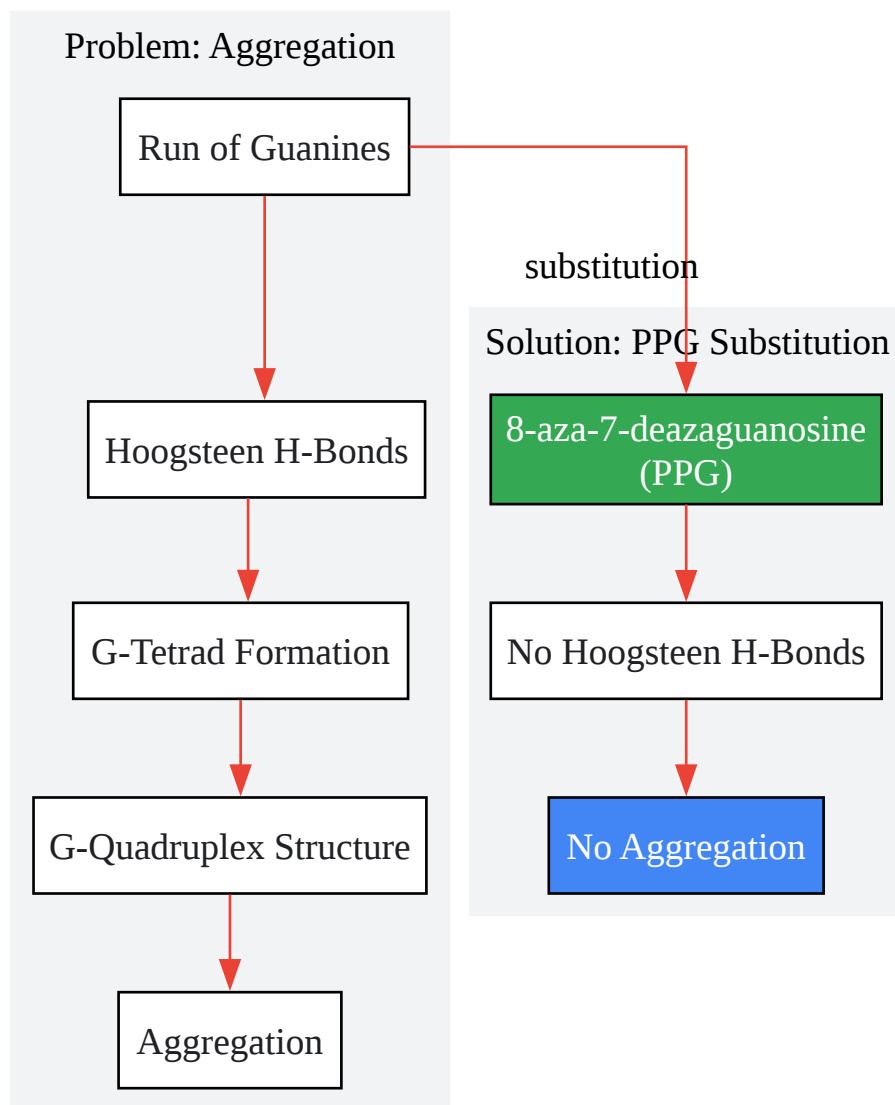 Problem: Aggregation
Run of Guanines
substitution
Solution: PPG Substitution
Hoogsteen H-Bonds
8-aza-7-deazaguanosine
(PPG)
G-Tetrad Formation
No Hoogsteen H-Bonds
G-Quadruplex Structure
No Aggregation
Aggregation